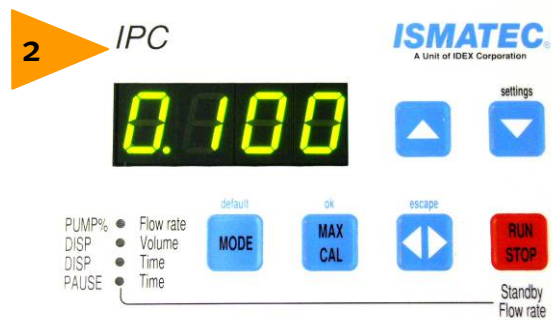 2
IPC
ISMATEC®
A Unit of IDEX Corporation
0.100
settings
default
ok
escape
PUMP% Flow rate
DISP Volume
DISP Time
PAUSE Time
MODE
MAX
CAL
RUN
STOP
Standby
Flow rate